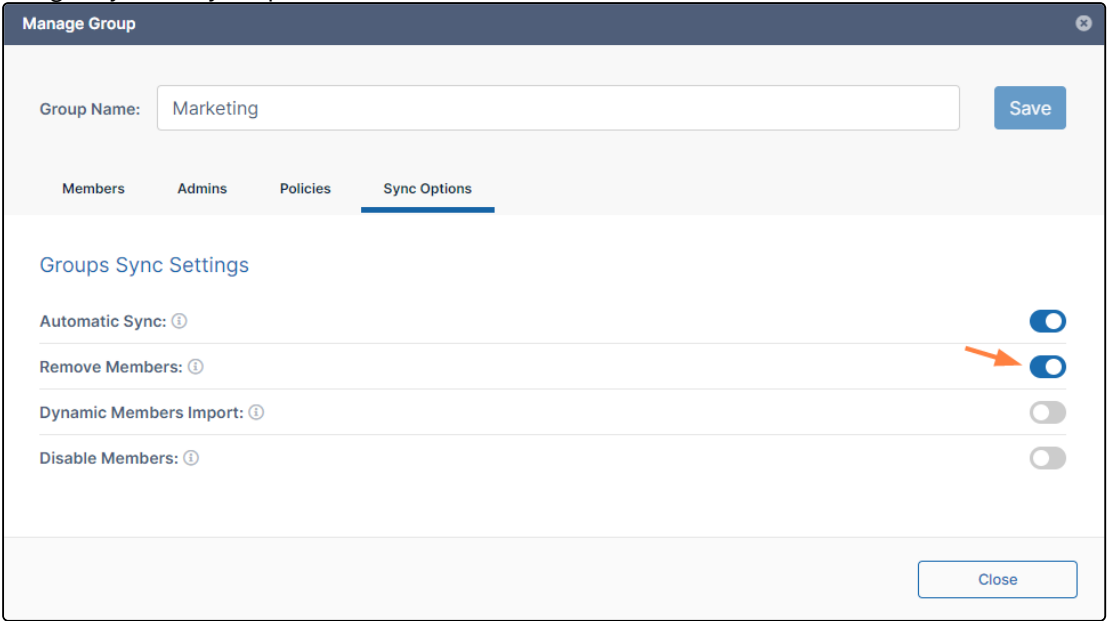 Manage Group
Group Name: Marketing Save
Members Admins Policies Sync Options
Groups Sync Settings
Automatic Sync:
Remove Members:
Dynamic Members Import:
Disable Members:
Close